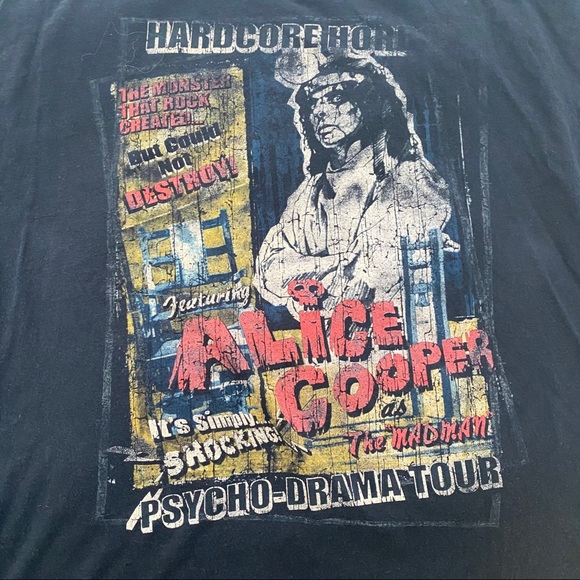 HARDCORE HORR
THE MONSTER
THAT ROCK
CREATED...
But Could
Not
DESTROY!
Featuring
ALiCE
COOPER
as
The "MADMAN"
It's Simply...
SHOCKING!
PSYCHO-DRAMA TOUR